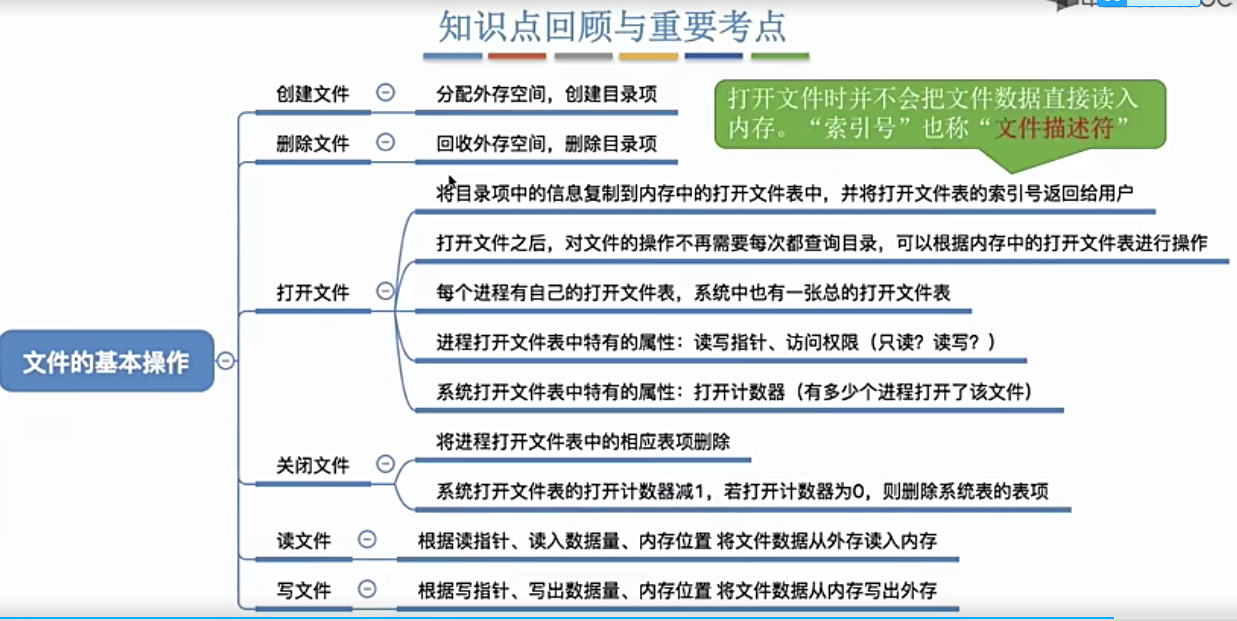 知识点回顾与重要考点
创建文件
分配外存空间，创建目录项
打开文件时并不会把文件数据直接读入
内存。“索引号”也称“文件描述符”
删除文件
回收外存空间，删除目录项
将目录项中的信息复制到内存中的打开文件表中，并将打开文件表的索引号返回给用户
打开文件之后，对文件的操作不再需要每次都查询目录，可以根据内存中的打开文件表进行操作
打开文件
每个进程有自己的打开文件表，系统中也有一张总的打开文件表
进程打开文件表中特有的属性：读写指针、访问权限（只读？读写？）
系统打开文件表中特有的属性：打开计数器（有多少个进程打开了该文件）
文件的基本操作
关闭文件
将进程打开文件表中的相应表项删除
系统打开文件表的打开计数器减1，若打开计数器为0，则删除系统表的表项
读文件
根据读指针、读入数据量、内存位置 将文件数据从外存读入内存
写文件
根据写指针、写出数据量、内存位置 将文件数据从内存写出外存